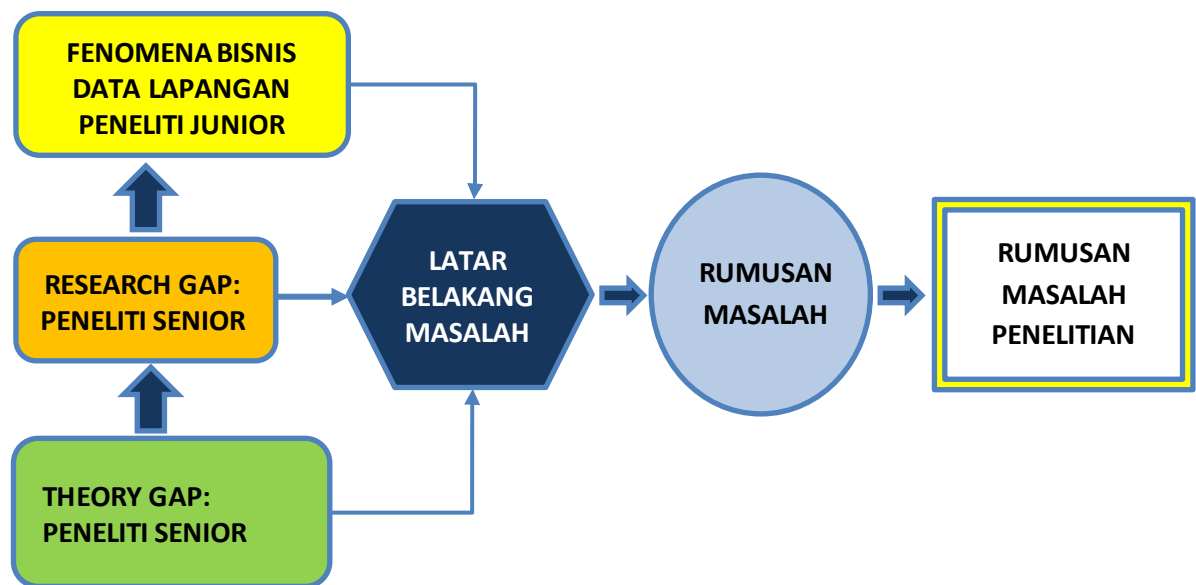 FENOMENA BISNIS
DATA LAPANGAN
PENELITI JUNIOR
RESEARCH GAP:
PENELITI SENIOR
THEORY GAP:
PENELITI SENIOR
LATAR
BELAKANG
MASALAH
RUMUSAN
MASALAH
RUMUSAN
MASALAH
PENELITIAN